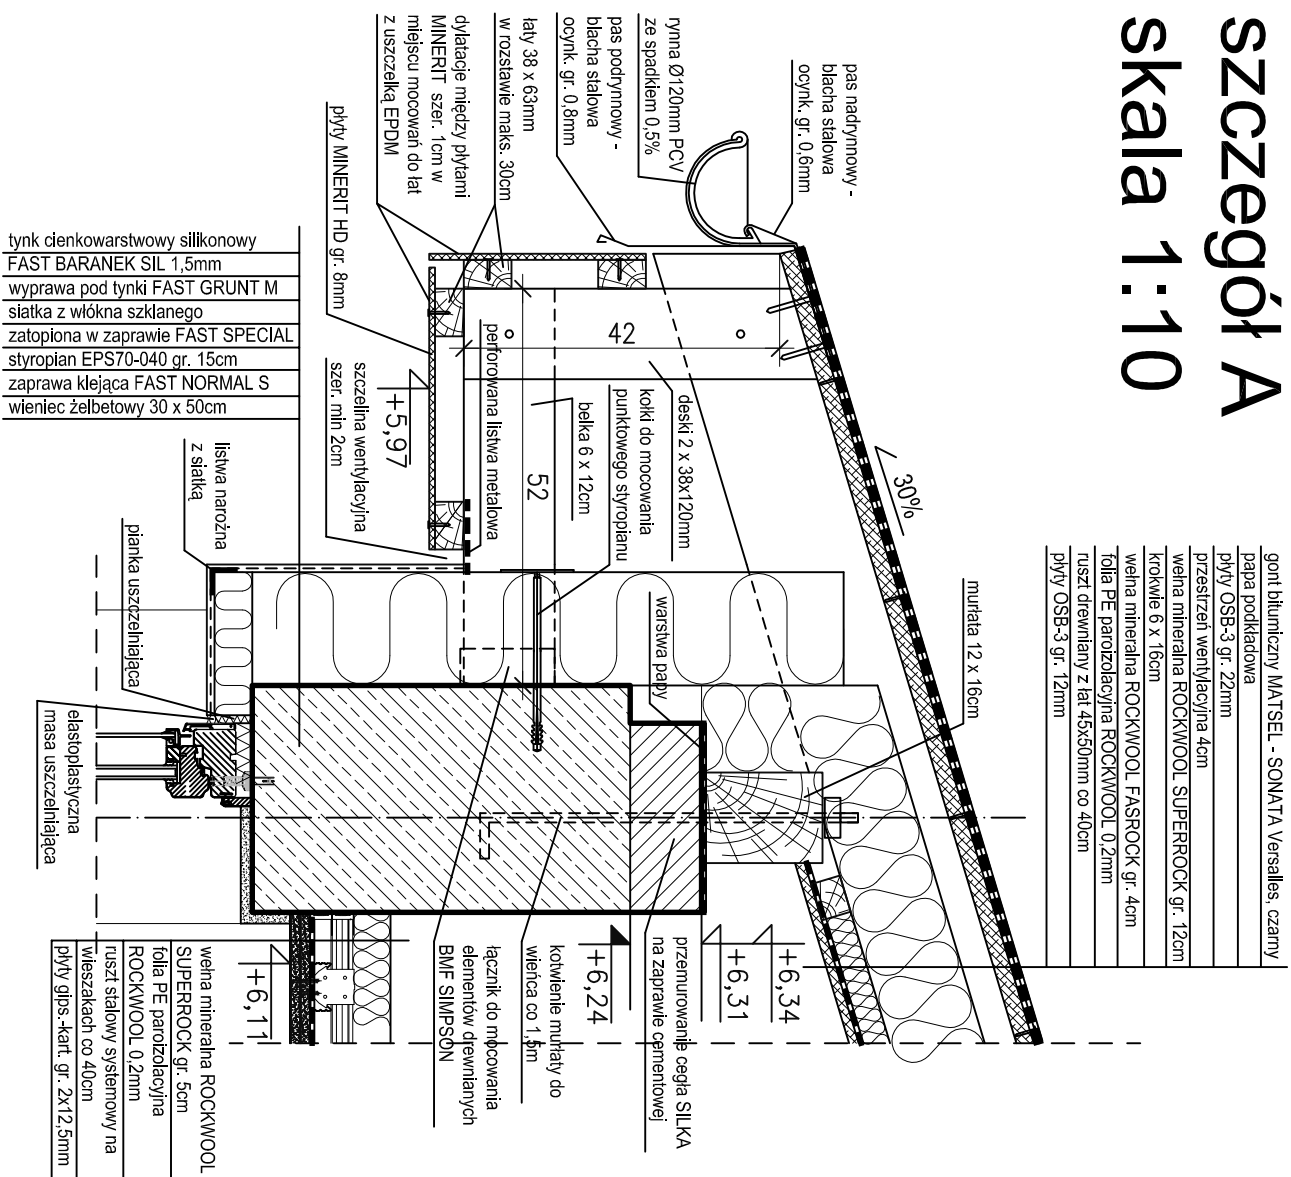 szczegół A
skala 1:10
pas nadrynnowy -
blacha stalowa
ocynk. gr. 0,6mm
rynna Ø120mm PCV
ze spadkiem 0,5%
pas podrynnowy -
blacha stalowa
ocynk. gr. 0,8mm
łaty 38 x 63mm
w rozstawie maks. 30cm
dylatacje między płytami
MINERIT szer. 1cm w
miejscu mocowań do łat
z uszczelką EPDM
płyty MINERIT HD gr. 8mm
tynk cienkowarstwowy silikonowy
FAST BARANEK SIL 1,5mm
wyprawa pod tynki FAST GRUNT M
siatka z włókna szklanego
zatopiona w zaprawie FAST SPECIAL
styropian EPS70-040 gr. 15cm
zaprawa klejąca FAST NORMAL S
wieniec żelbetowy 30 x 50cm
30%
42
52
deski 2 x 38x120mm
kołki do mocowania
punktowego styropianu
belka 6 x 12cm
perforowana listwa metalowa
+5,97
szczelina wentylacyjna
szer. min 2cm
listwa narożna
z siatką
pianka uszczelniająca
elastoplastyczna
masa uszczelniająca
gont bitumiczny MATSEL - SONATA Versalles, czarny
papa podkładowa
płyty OSB-3 gr. 22mm
przestrzeń wentylacyjna 4cm
wełna mineralna ROCKWOOL SUPERROCK gr. 12cm
krokwie 6 x 16cm
wełna mineralna ROCKWOOL FASROCK gr. 4cm
folia PE paroizolacyjna ROCKWOOL 0,2mm
ruszt drewniany z łat 45x50mm co 40cm
płyty OSB-3 gr. 12mm
murłata 12 x 16cm
warstwa papy
+6,34
+6,31
+6,24
+6,11
przemurowanie cegłą SILKA
na zaprawie cementowej
kotwienie murłaty do
wieńca co 1,5m
łącznik do mocowania
elementów drewnianych
BMF SIMPSON
wełna mineralna ROCKWOOL
SUPERROCK gr. 5cm
folia PE paroizolacyjna
ROCKWOOL 0,2mm
ruszt stalowy systemowy na
wieszakach co 40cm
płyty gips.-kart. gr. 2x12,5mm